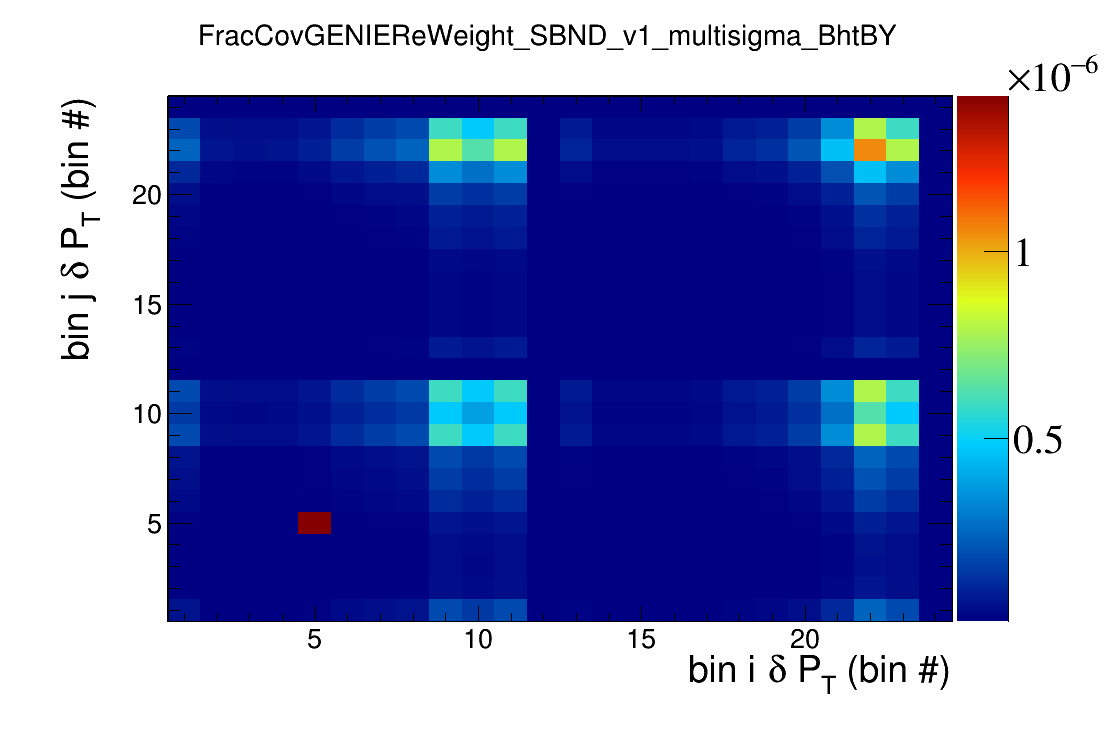 FracCovGENIEReWeight_SBND_v1_multisigma_BhtBY
×10⁻⁶
bin j δ P_T (bin #)
20
15
10
5
1
0.5
5 10 15 20
bin i δ P_T (bin #)